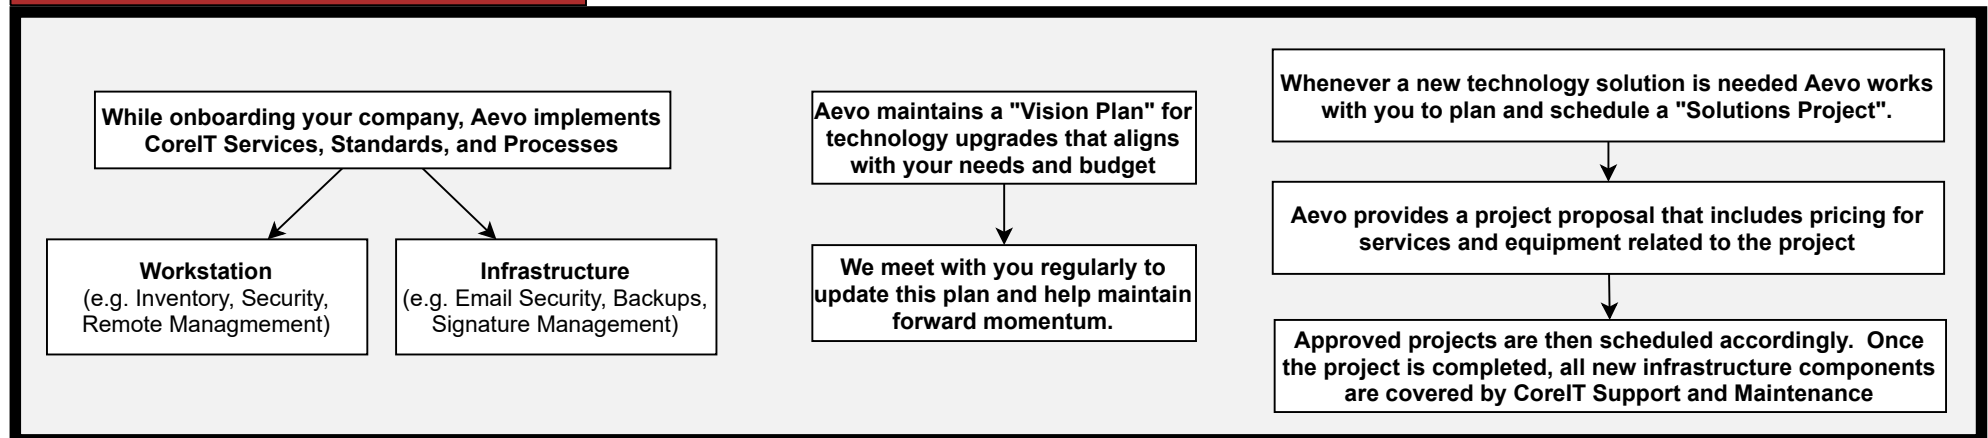 While onboarding your company, Aevo implements
CoreIT Services, Standards, and Processes
Workstation
(e.g. Inventory, Security,
Remote Managmement)
Infrastructure
(e.g. Email Security, Backups,
Signature Management)
Aevo maintains a "Vision Plan" for
technology upgrades that aligns
with your needs and budget
We meet with you regularly to
update this plan and help maintain
forward momentum.
Whenever a new technology solution is needed Aevo works
with you to plan and schedule a "Solutions Project".
Aevo provides a project proposal that includes pricing for
services and equipment related to the project
Approved projects are then scheduled accordingly.  Once
the project is completed, all new infrastructure components
are covered by CoreIT Support and Maintenance